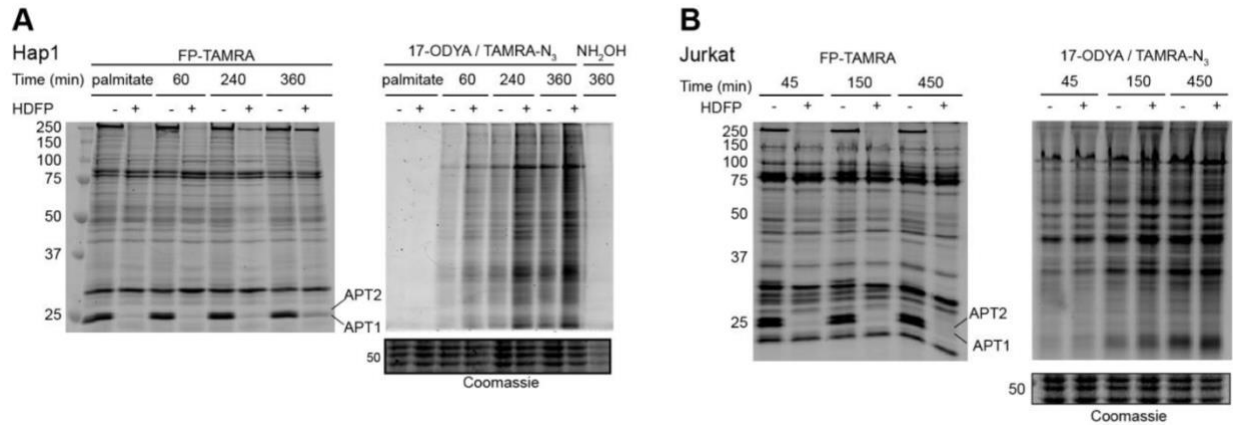 A
Hap1
FP-TAMRA
17-ODYA / TAMRA-N3
NH2OH
Time (min) palmitate 60 240 360
palmitate 60 240 360 360
HDFP - + - + - + - +
- + - + - + - +
250
150
100
75
50
37
25
APT2
APT1
50
Coomassie
B
Jurkat
FP-TAMRA
17-ODYA / TAMRA-N3
Time (min) 45 150 450
45 150 450
HDFP - + - + - +
- + - + - +
250
150
100
75
50
37
25
APT2
APT1
50
Coomassie